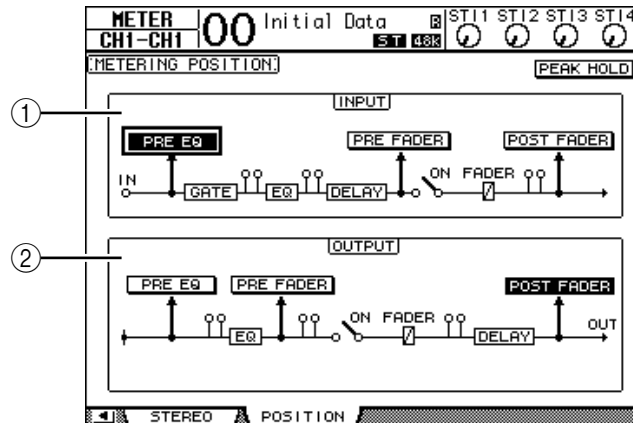 METER
CH1-CH1
00 Initial Data
ST 48k
STI1 STI2 STI3 STI4
METERING POSITION
PEAK HOLD
1
INPUT
PRE EQ PRE FADER POST FADER
IN GATE EQ DELAY ON FADER
2
OUTPUT
PRE EQ PRE FADER POST FADER
EQ ON FADER DELAY OUT
STEREO POSITION